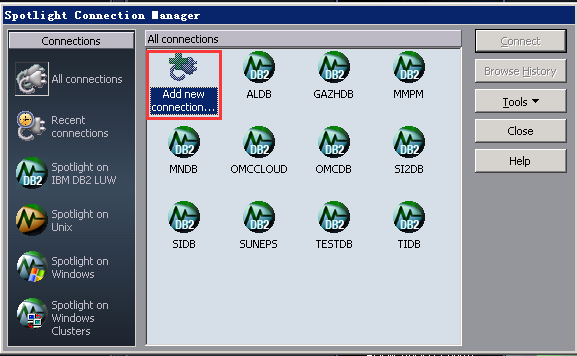 Spotlight Connection Manager
Connections
All connections
Recent
connections
Spotlight on
IBM DB2 LUW
Spotlight on
Unix
Spotlight on
Windows
Spotlight on
Windows
Clusters
All connections
Add new
connection...
DB2
ALDB
DB2
GAZHDB
DB2
MMPM
DB2
MNDB
DB2
OMCCLOUD
DB2
OMCDB
DB2
SI2DB
DB2
SIDB
DB2
SUNEPS
DB2
TESTDB
DB2
TIDB
DB2
Connect
Browse History
Tools
Close
Help